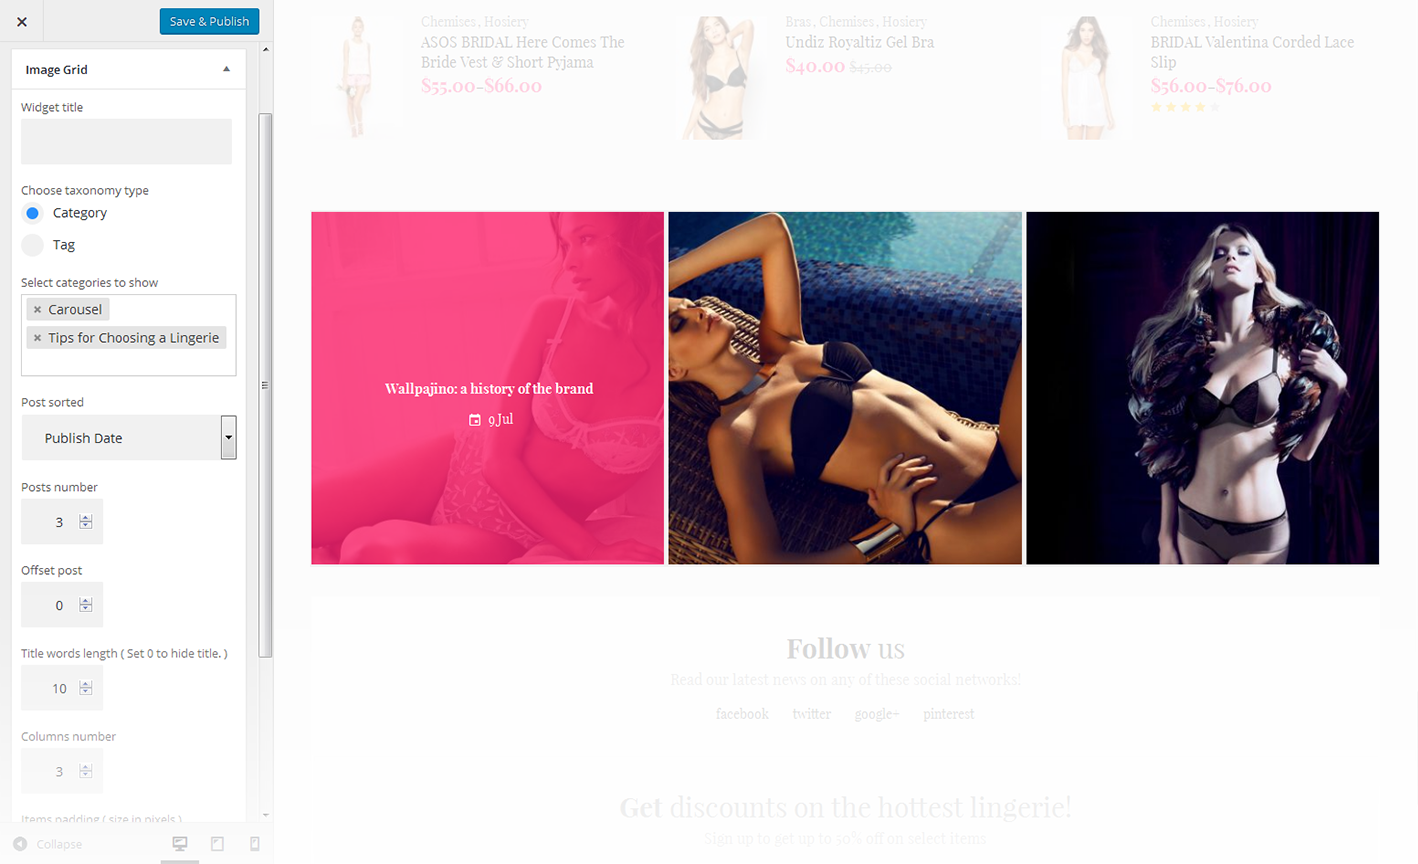 Save & Publish
Image Grid
Widget title
Choose taxonomy type
Category
Tag
Select categories to show
× Carousel
× Tips for Choosing a Lingerie
Post sorted
Publish Date
Posts number
3
Offset post
0
Title words length ( Set 0 to hide title. )
10
Columns number
3
Items padding ( size in pixels )
Collapse
Chemises, Hosiery
ASOS BRIDAL Here Comes The
Bride Vest & Short Pyjama
$55.00–$66.00
Bras, Chemises, Hosiery
Undiz Royaltiz Gel Bra
$40.00 $45.00
Chemises, Hosiery
BRIDAL Valentina Corded Lace
Slip
$56.00–$76.00
Wallpajino: a history of the brand
9 Jul
Follow us
Read our latest news on any of these social networks!
facebook twitter google+ pinterest
Get discounts on the hottest lingerie!
Sign up to get up to 50% off on select items